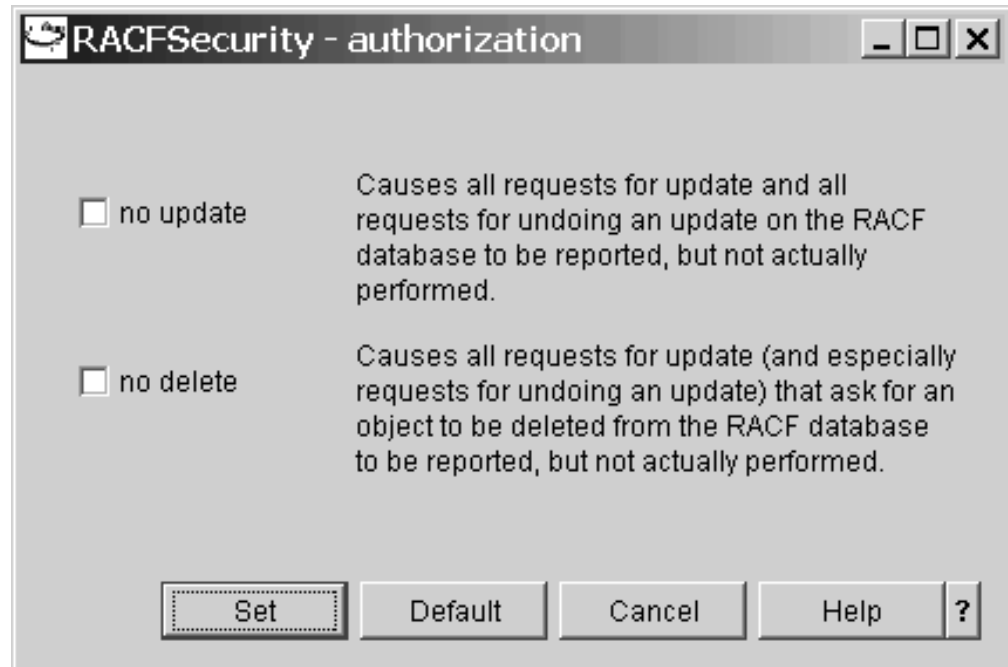 RACFSecurity - authorization
no update
Causes all requests for update and all
requests for undoing an update on the RACF
database to be reported, but not actually
performed.
no delete
Causes all requests for update (and especially
requests for undoing an update) that ask for an
object to be deleted from the RACF database
to be reported, but not actually performed.
Set
Default
Cancel
Help
?